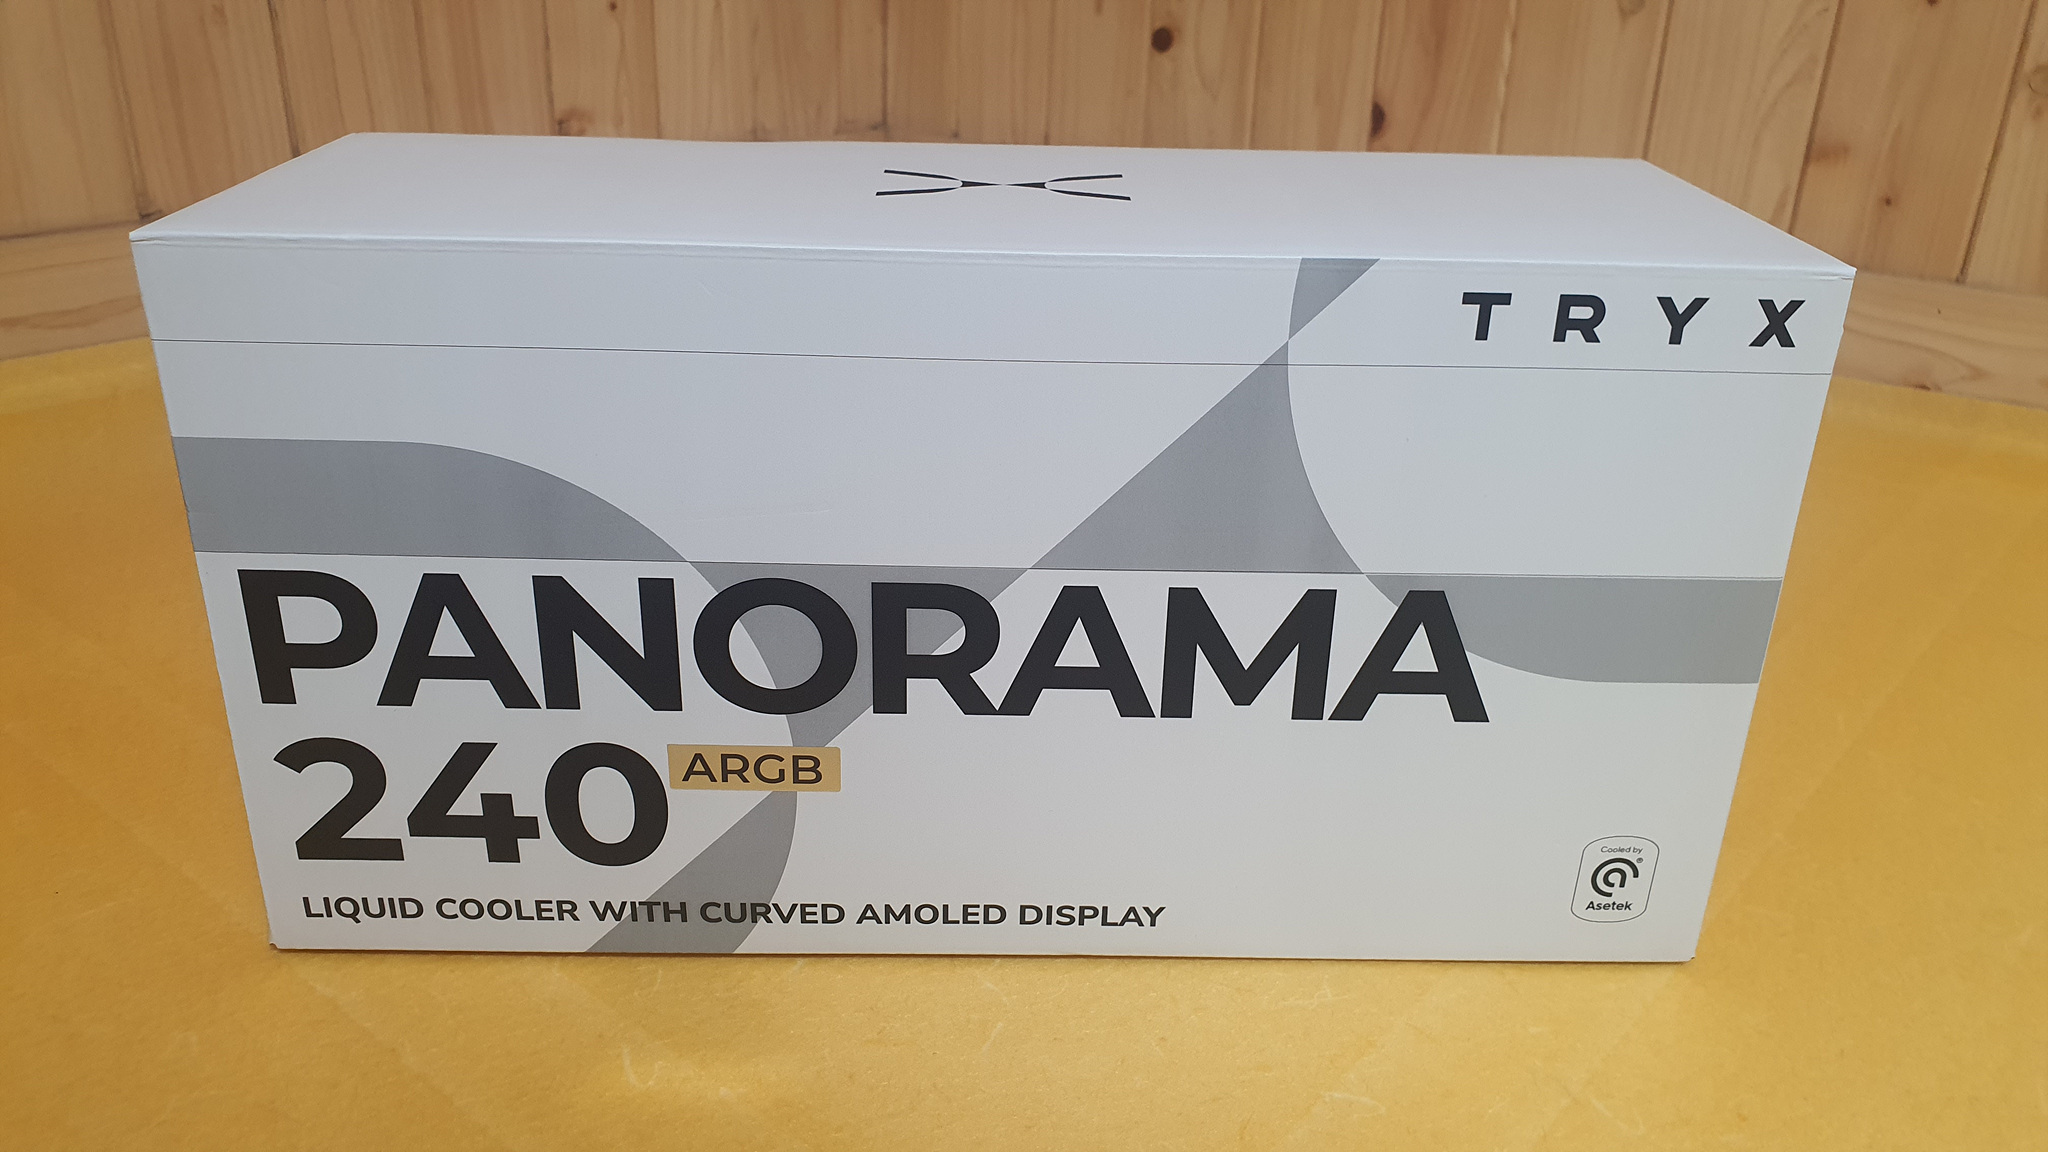 TRYX
PANORAMA
240 ARGB
LIQUID COOLER WITH CURVED AMOLED DISPLAY
Cooled by
®
Asetek